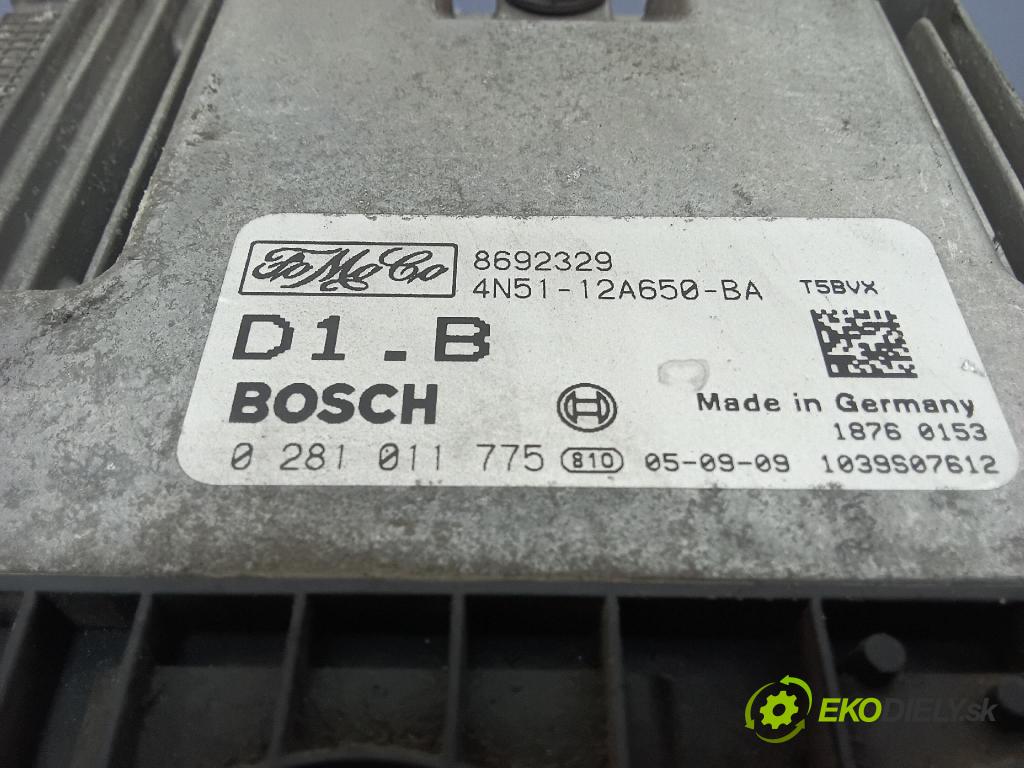 FoMoCo 8692329
4N51-12A650-BA T5BVX
D1.B
BOSCH
Made in Germany
1876 0153
0 281 011 775 810 05-09-09 1039S07612
EKODIELY.sk